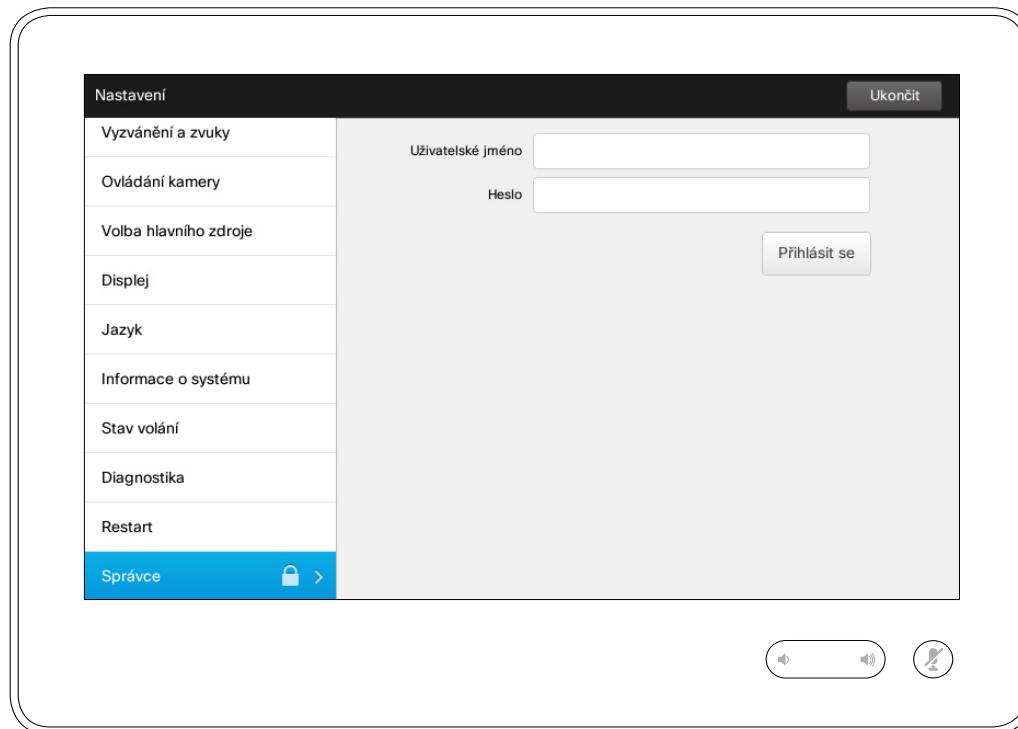 Nastavení
Ukončit
Vyzvánění a zvuky
Ovládání kamery
Volba hlavního zdroje
Displej
Jazyk
Informace o systému
Stav volání
Diagnostika
Restart
Správce
Uživatelské jméno
Heslo
Přihlásit se